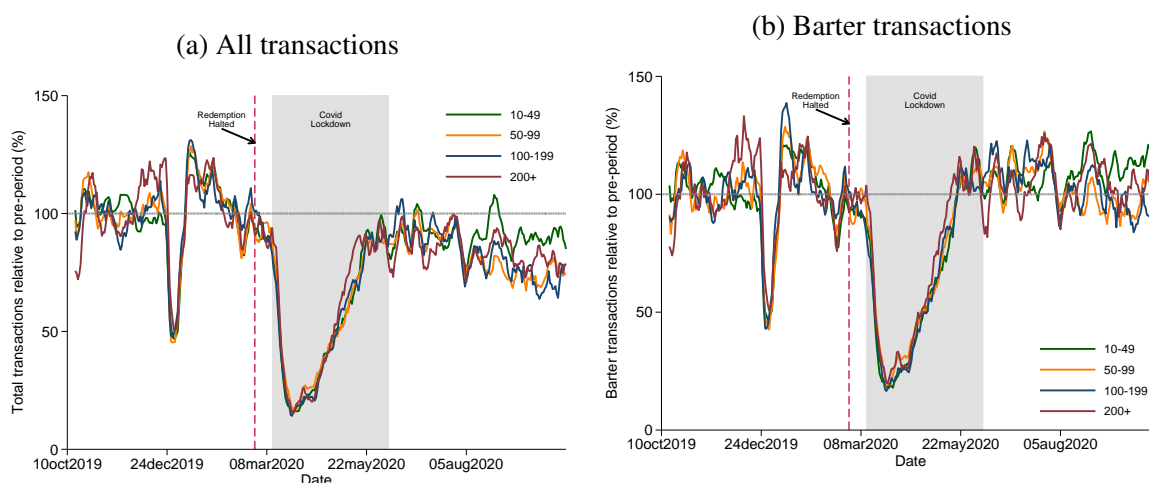 (a) All transactions
Total transactions relative to pre-period (%)
150
100
50
0
Redemption
Halted
Covid
Lockdown
10-49
50-99
100-199
200+
10oct2019
24dec2019
08mar2020
22may2020
05aug2020
Date
(b) Barter transactions
Barter transactions relative to pre-period (%)
150
100
50
0
Redemption
Halted
Covid
Lockdown
10-49
50-99
100-199
200+
10oct2019
24dec2019
08mar2020
22may2020
05aug2020
Date